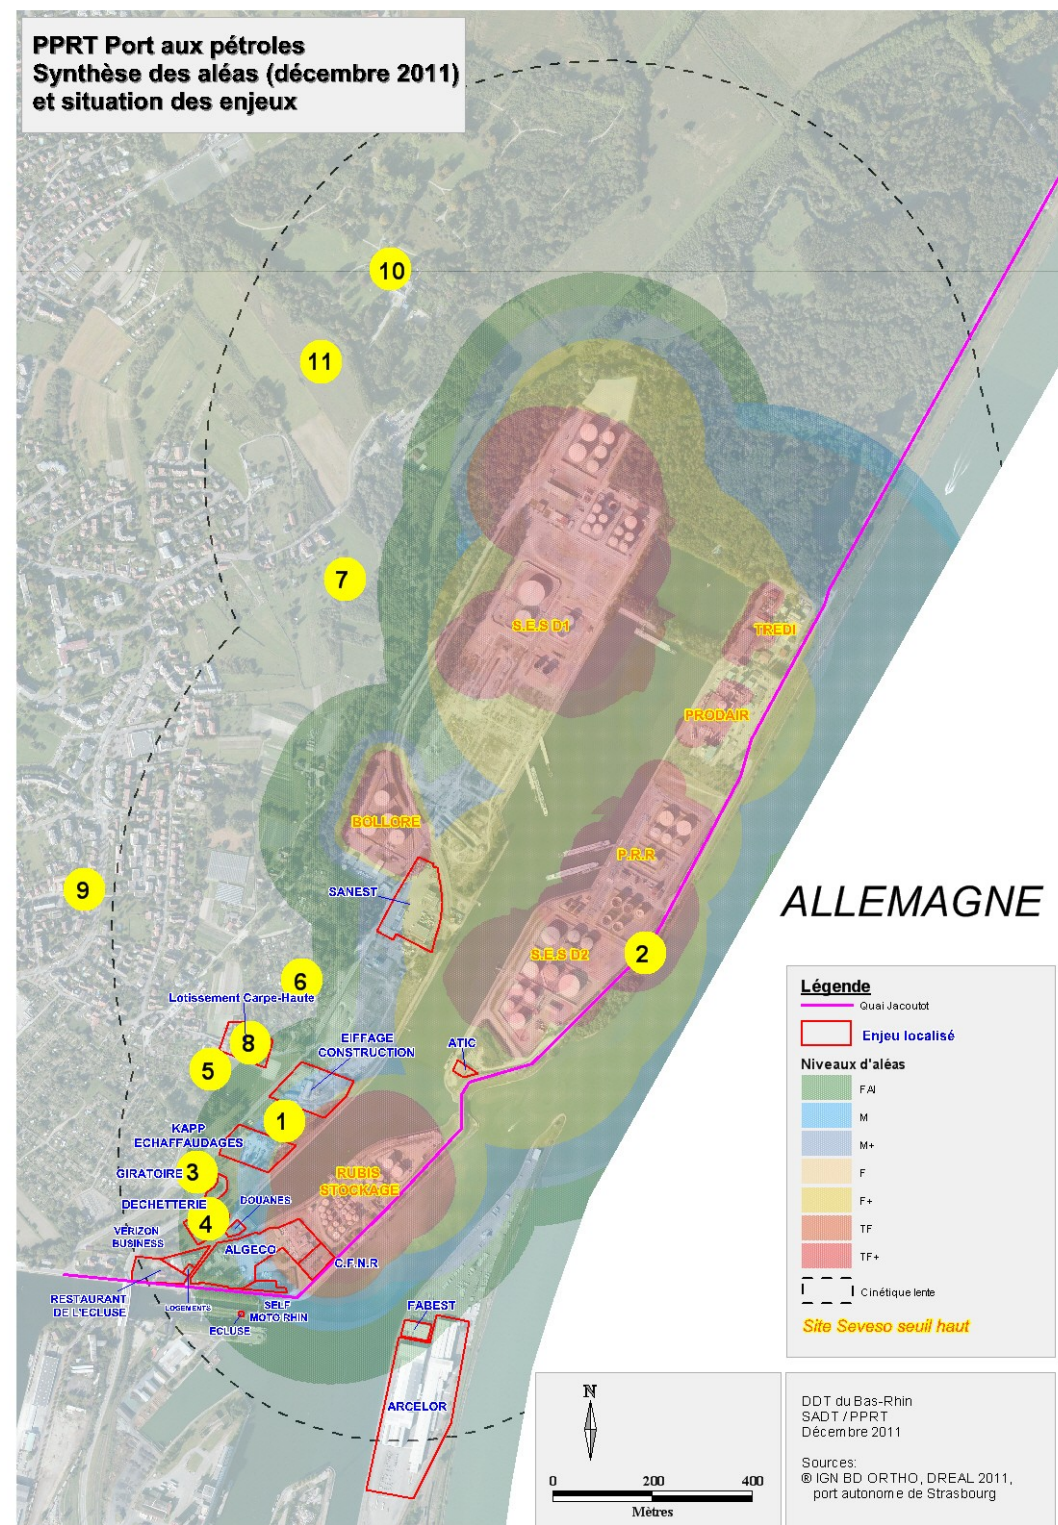 PPRT Port aux pétroles
Synthèse des aléas (décembre 2011)
et situation des enjeux
10
11
7
S.E.S D1
TREDI
PRODAIR
BOLLORE
P.R.R
SANEST
9
ALLEMAGNE
S.E.S D2
2
6
Lotissement Carpe-Haute
8
5
EIFFAGE
CONSTRUCTION
ATIC
1
KAPP
ECHAFFAUDAGES
GIRATOIRE
3
RUBIS
STOCKAGE
DECHETTERIE
4
DOUANES
VERIZON
BUSINESS
ALGECO
C.F.N.R
RESTAURANT
DE L'ECLUSE
LOGEMENTS
SELF
MOTO RHIN
ECLUSE
FABEST
ARCELOR
Légende
Quai Jacoutot
Enjeu localisé
Niveaux d'aléas
FAI
M
M+
F
F+
TF
TF+
Cinétique lente
Site Seveso seuil haut
N
0 200 400
Mètres
DDT du Bas-Rhin
SADT / PPRT
Décembre 2011
Sources:
® IGN BD ORTHO, DREAL 2011,
port autonome de Strasbourg